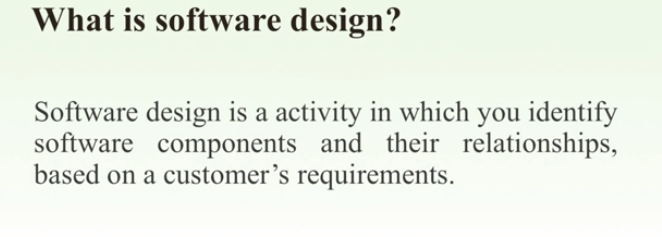 What is software design?
Software design is a activity in which you identify
software components and their relationships,
based on a customer’s requirements.